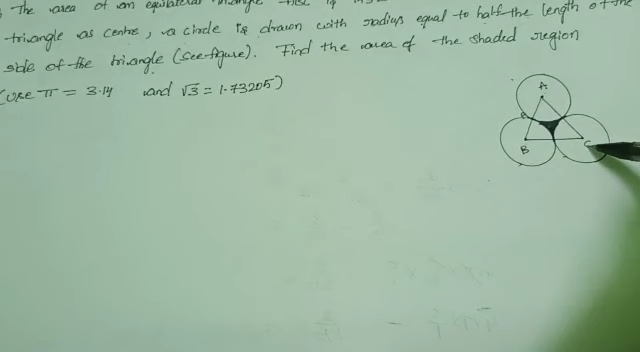 The area of an equilateral triangle
triangle as centre, a circle is drawn with radius equal to half the length of the
side of the triangle (see figure). Find the area of the shaded region
(use π = 3.14 and √3 = 1.73205)
A
B
C